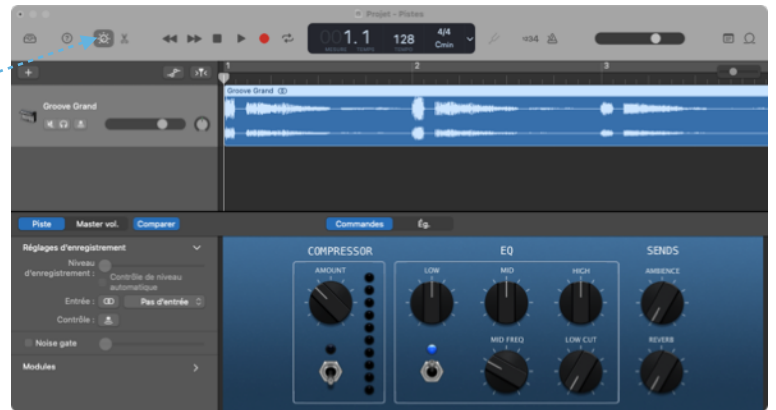 Projet - Pistes
001.1
MESURE TEMPS
128
TEMPO
4/4
Cmin
1234
1
2
3
Groove Grand
Groove Grand
Piste
Master vol.
Comparer
Commandes
Ég.
Réglages d'enregistrement
Niveau
d'enregistrement :
Contrôle de niveau
automatique
Entrée :
Pas d'entrée
Contrôle :
Noise gate
Modules
COMPRESSOR
EQ
SENDS
AMOUNT
LOW
MID
HIGH
AMBIENCE
MID FREQ
LOW CUT
REVERB